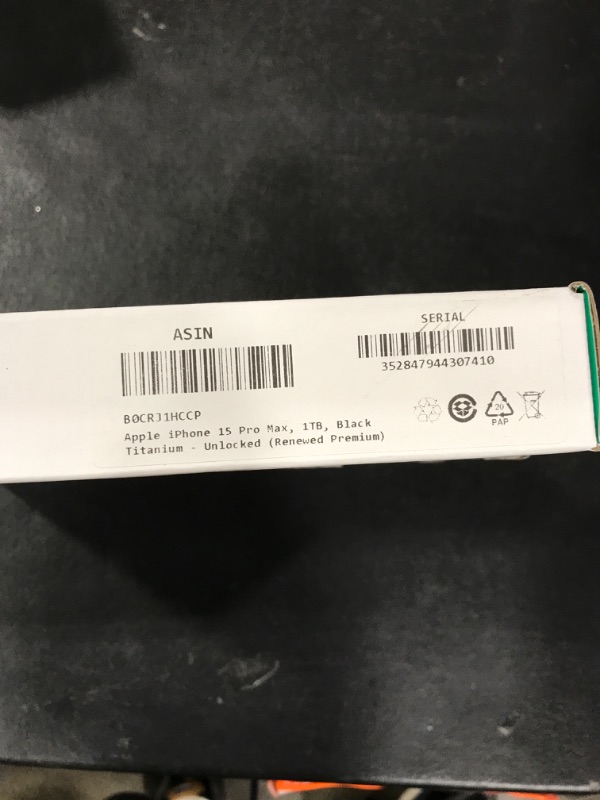 ASIN
B0CRJ1HCCP
Apple iPhone 15 Pro Max, 1TB, Black
Titanium - Unlocked (Renewed Premium)
SERIAL
352847944307410
20
PAP